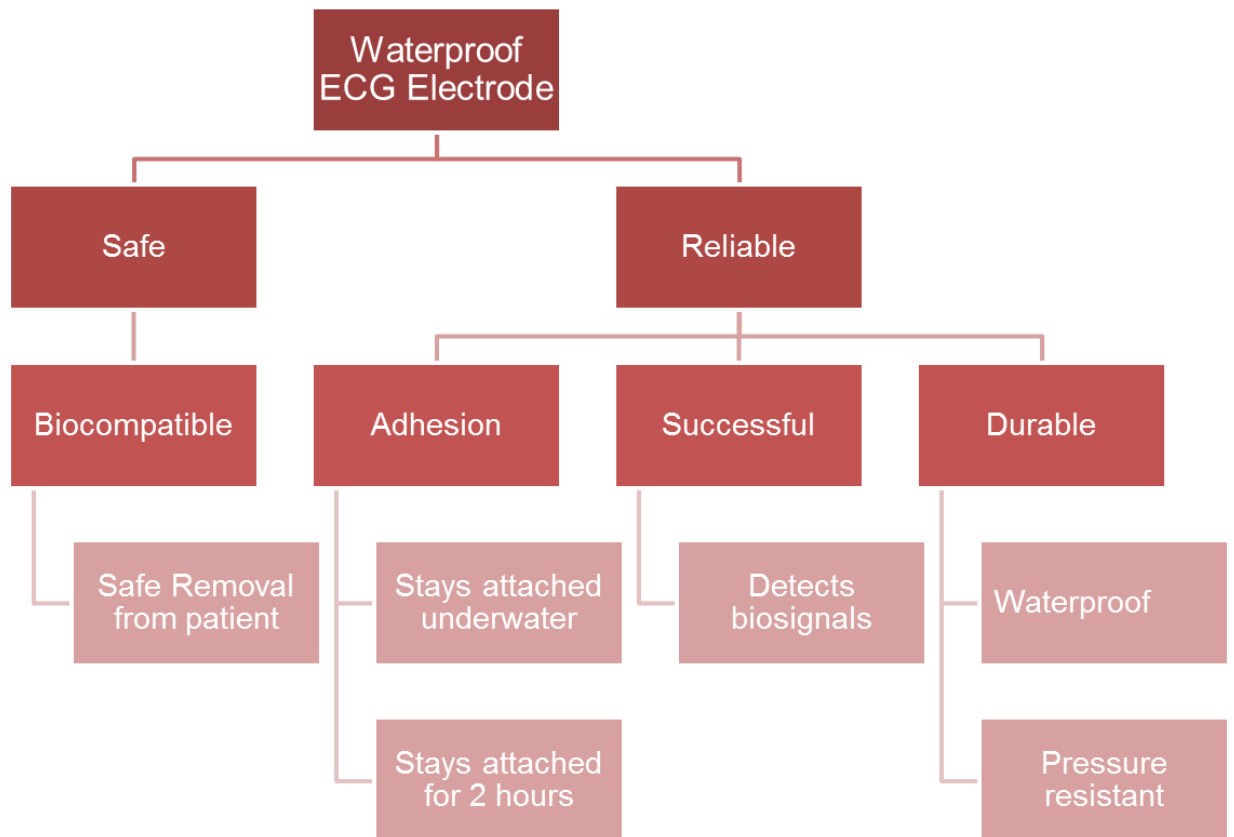 Waterproof
ECG Electrode
Safe
Reliable
Biocompatible
Adhesion
Successful
Durable
Safe Removal
from patient
Stays attached
underwater
Detects
biosignals
Waterproof
Stays attached
for 2 hours
Pressure
resistant